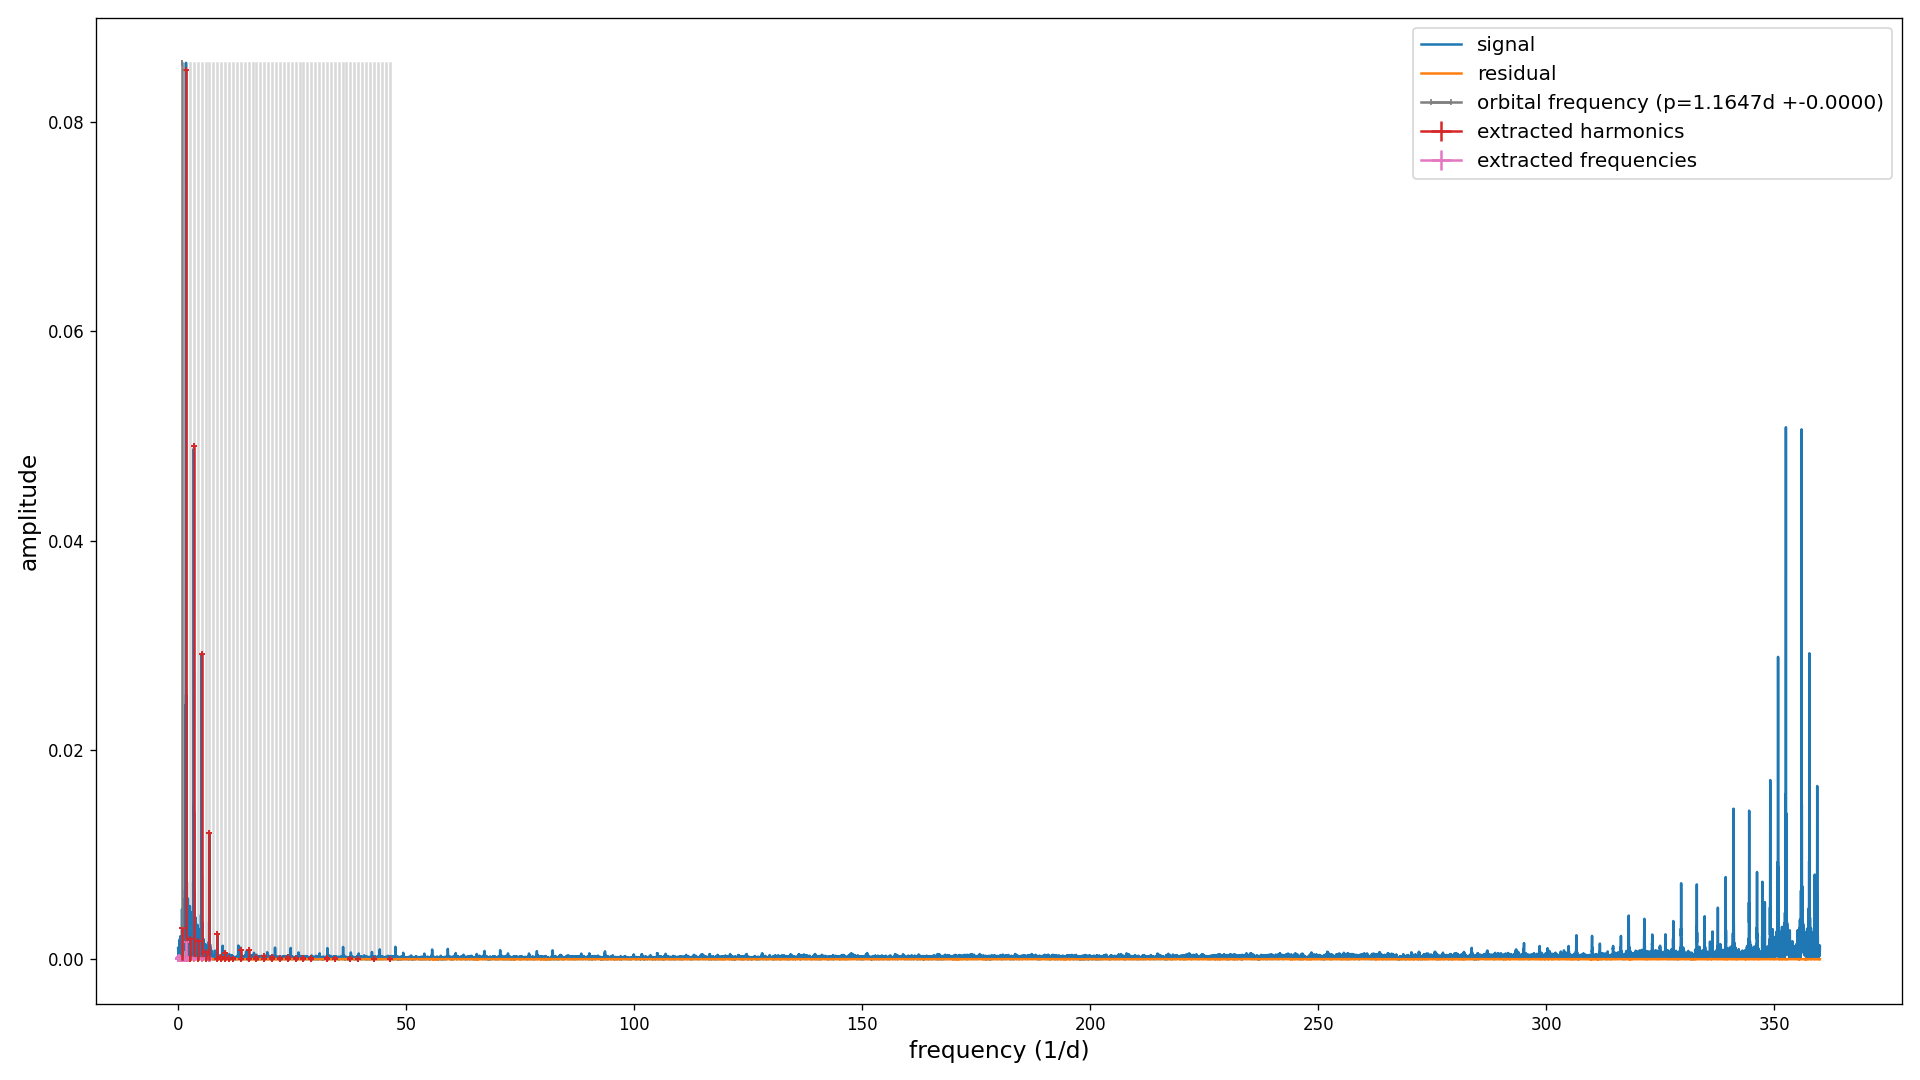 signal
residual
orbital frequency (p=1.1647d +-0.0000)
extracted harmonics
extracted frequencies
0.08
0.06
0.04
0.02
0.00
amplitude
0 50 100 150 200 250 300 350
frequency (1/d)